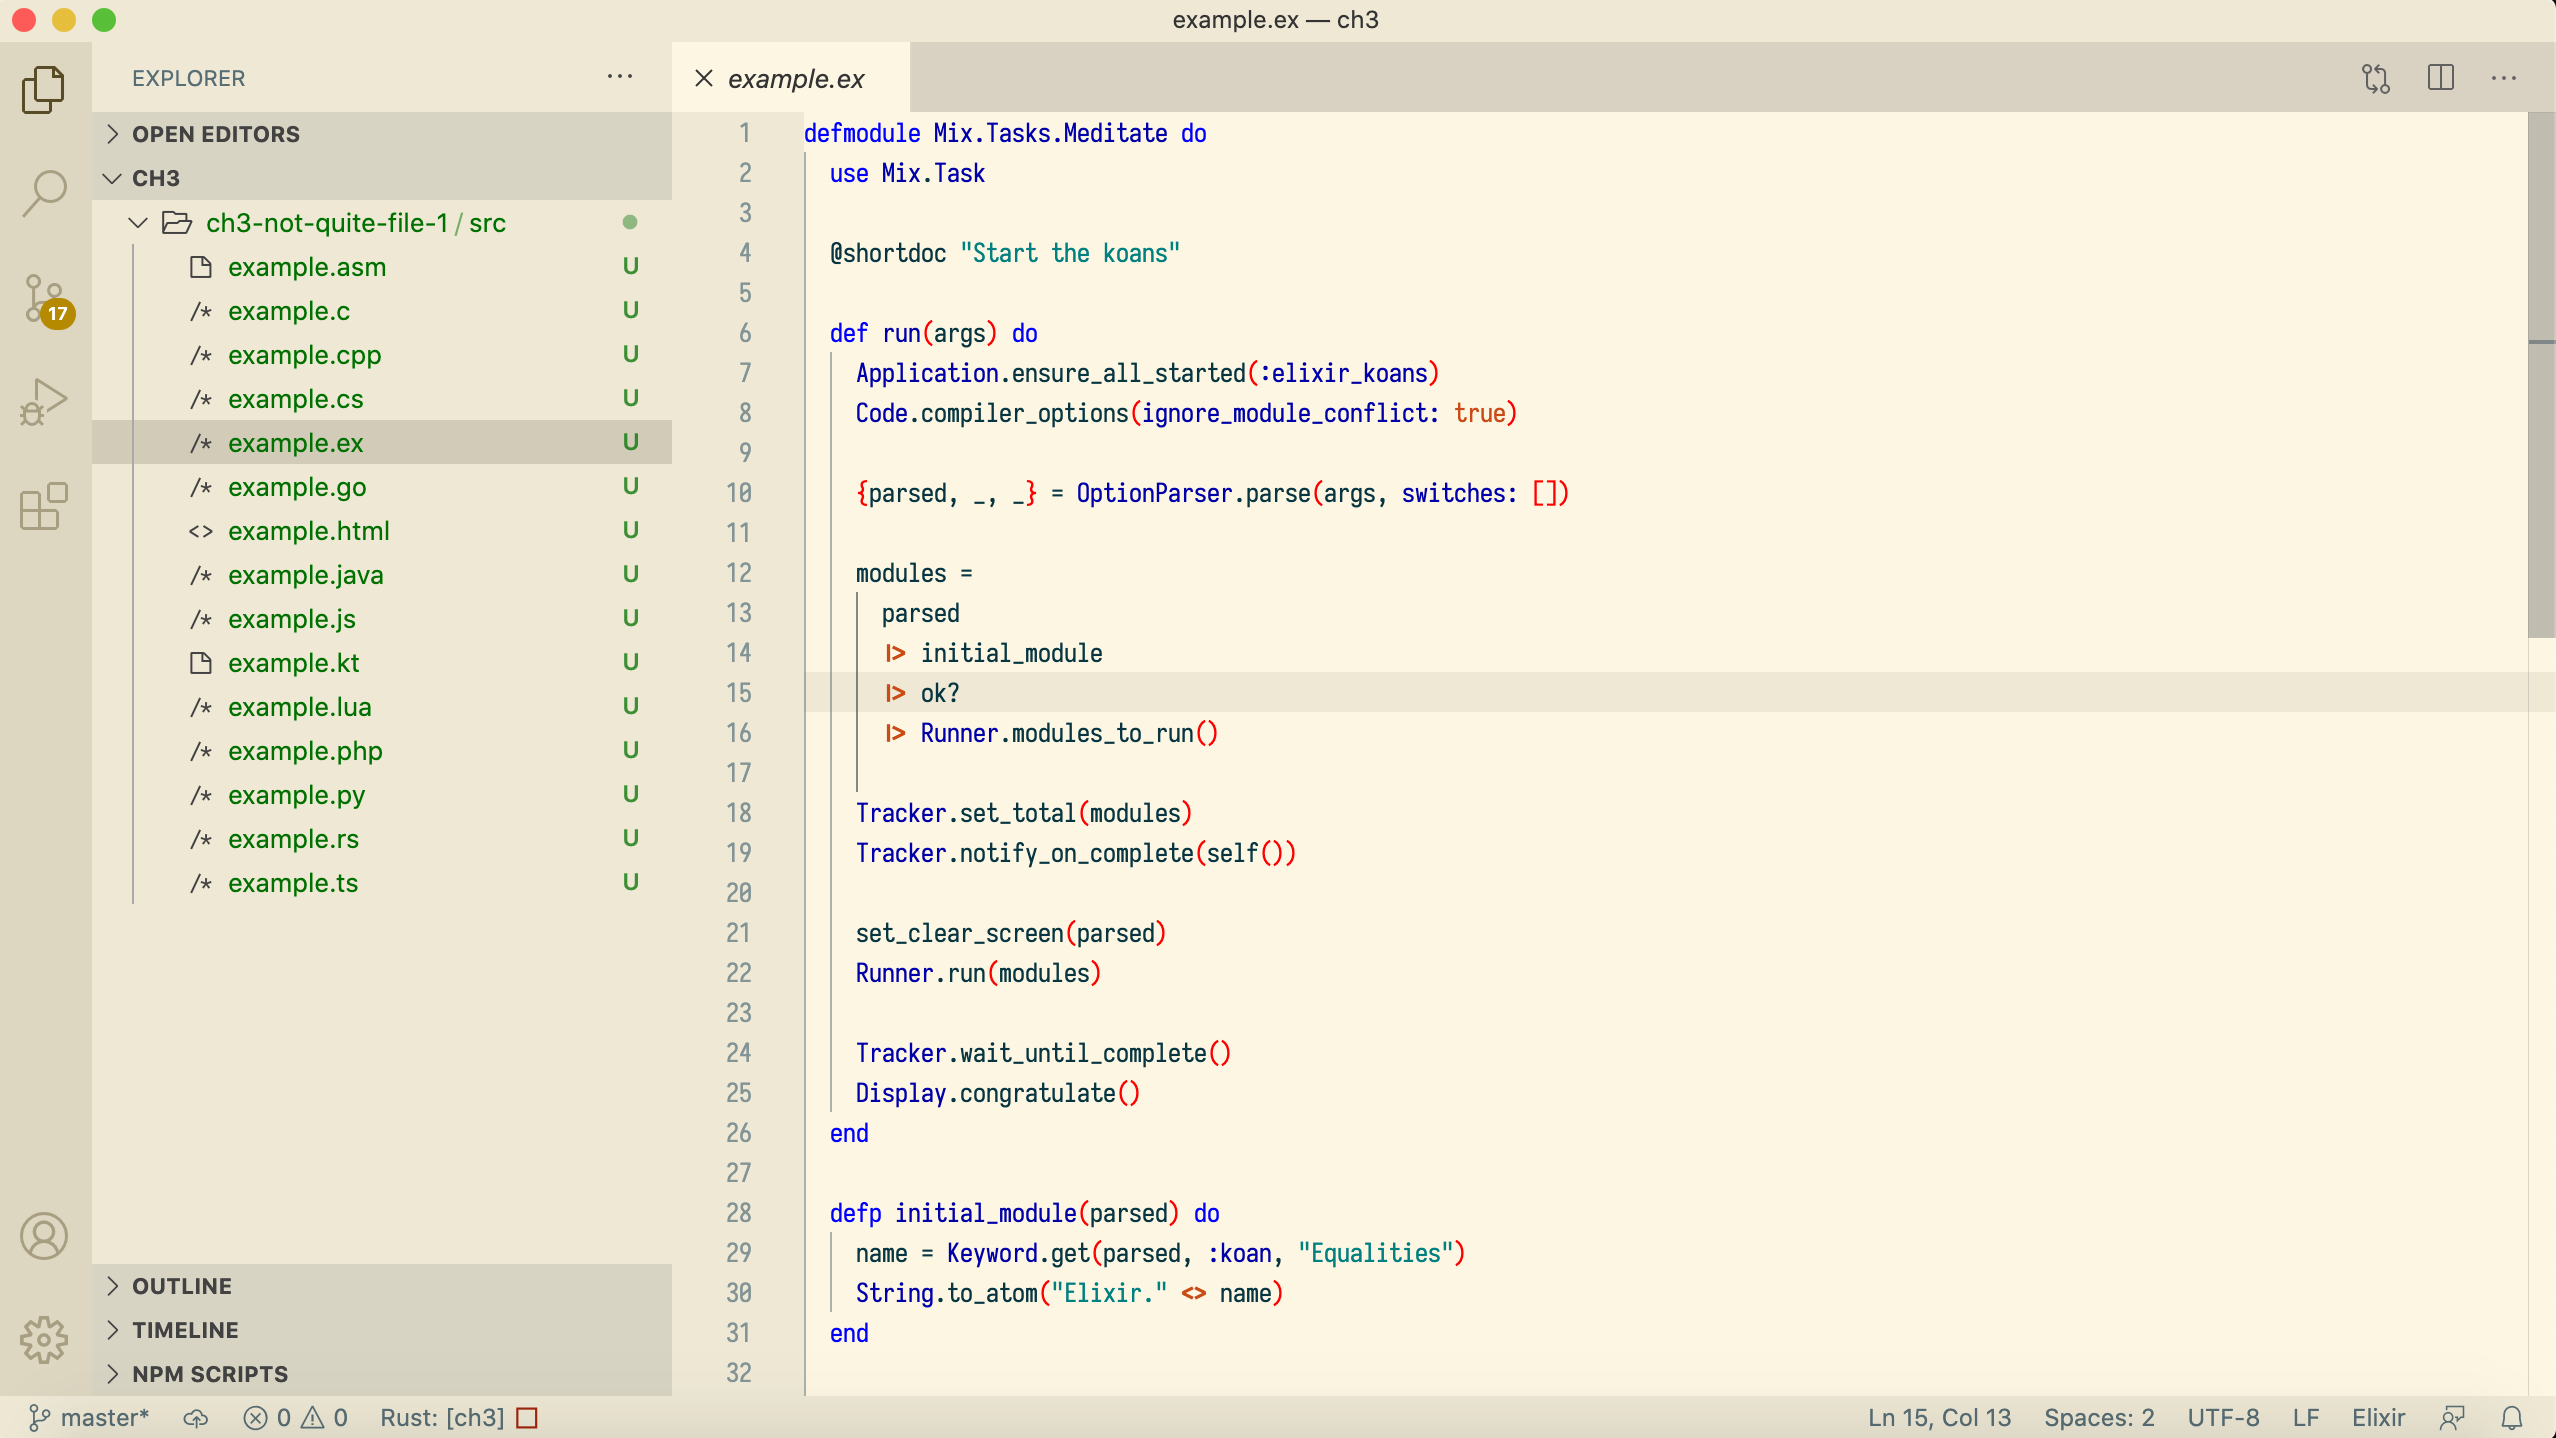 example.ex — ch3
EXPLORER
example.ex
OPEN EDITORS
CH3
ch3-not-quite-file-1 / src
example.asm U
/* example.c U
/* example.cpp U
/* example.cs U
/* example.ex U
/* example.go U
<> example.html U
/* example.java U
/* example.js U
example.kt U
/* example.lua U
/* example.php U
/* example.py U
/* example.rs U
/* example.ts U
OUTLINE
TIMELINE
NPM SCRIPTS
17
1 defmodule Mix.Tasks.Meditate do
2 use Mix.Task
3
4 @shortdoc "Start the koans"
5
6 def run(args) do
7 Application.ensure_all_started(:elixir_koans)
8 Code.compiler_options(ignore_module_conflict: true)
9
10 {parsed, _, _} = OptionParser.parse(args, switches: [])
11
12 modules =
13 parsed
14 |> initial_module
15 |> ok?
16 |> Runner.modules_to_run()
17
18 Tracker.set_total(modules)
19 Tracker.notify_on_complete(self())
20
21 set_clear_screen(parsed)
22 Runner.run(modules)
23
24 Tracker.wait_until_complete()
25 Display.congratulate()
26 end
27
28 defp initial_module(parsed) do
29 name = Keyword.get(parsed, :koan, "Equalities")
30 String.to_atom("Elixir." <> name)
31 end
32
master* 0 0 Rust: [ch3] Ln 15, Col 13 Spaces: 2 UTF-8 LF Elixir